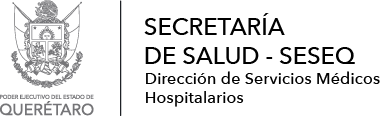 PODER EJECUTIVO DEL ESTADO DE
QUERÉTARO
SECRETARÍA
DE SALUD - SESEQ
Dirección de Servicios Médicos
Hospitalarios